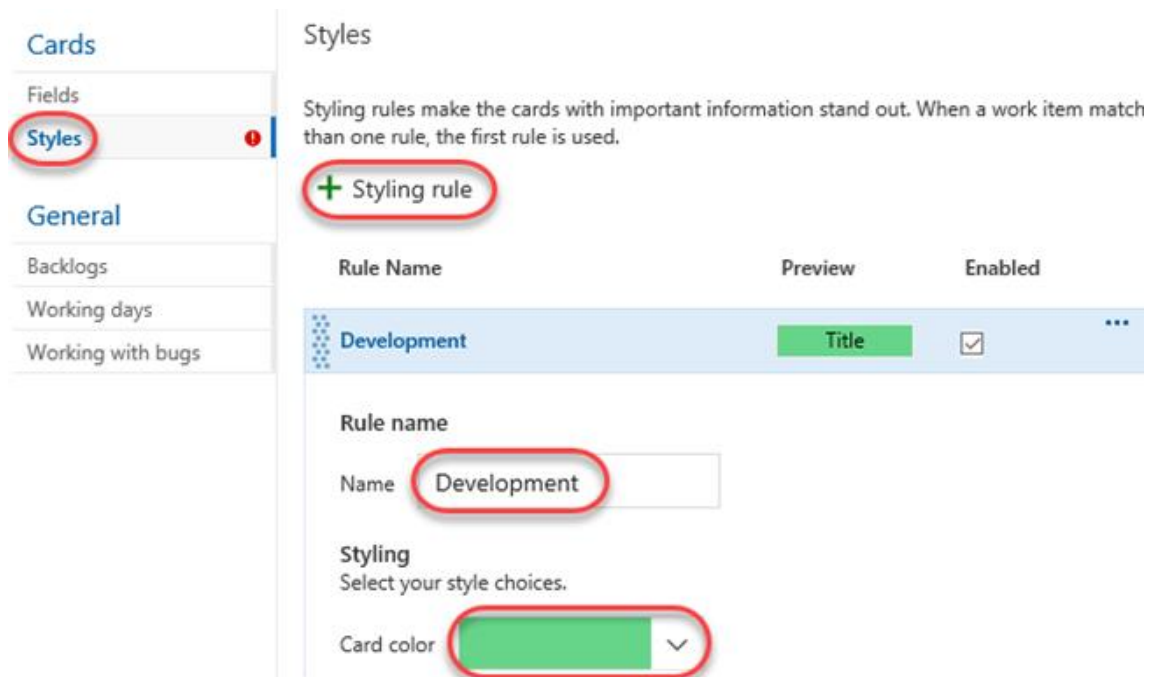 Cards
Fields
Styles
General
Backlogs
Working days
Working with bugs
Styles
Styling rules make the cards with important information stand out. When a work item match
than one rule, the first rule is used.
+ Styling rule
Rule Name Preview Enabled
Development Title ...
Rule name
Name Development
Styling
Select your style choices.
Card color